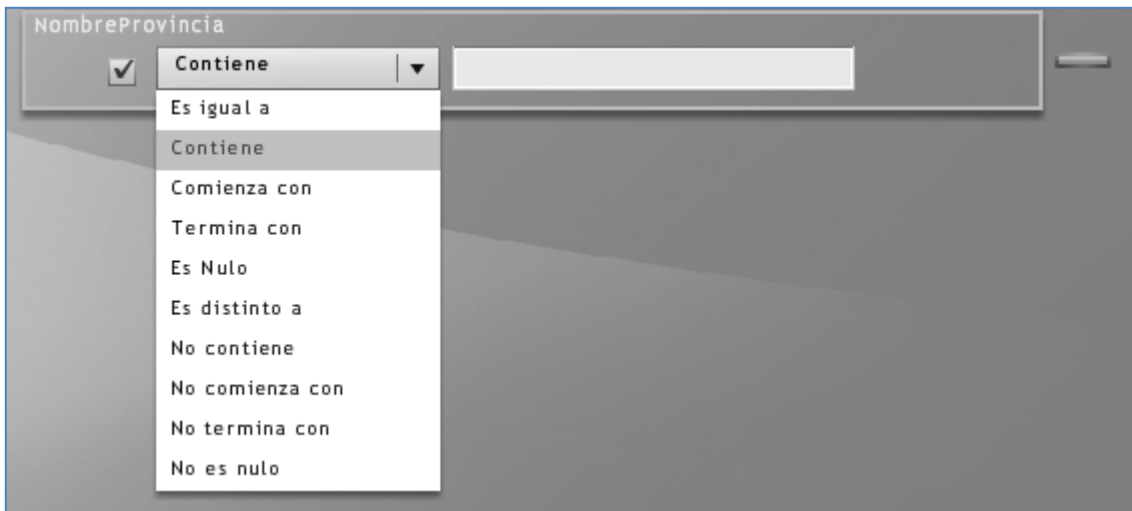 NombreProvincia
Contiene
Es igual a
Contiene
Comienza con
Termina con
Es Nulo
Es distinto a
No contiene
No comienza con
No termina con
No es nulo